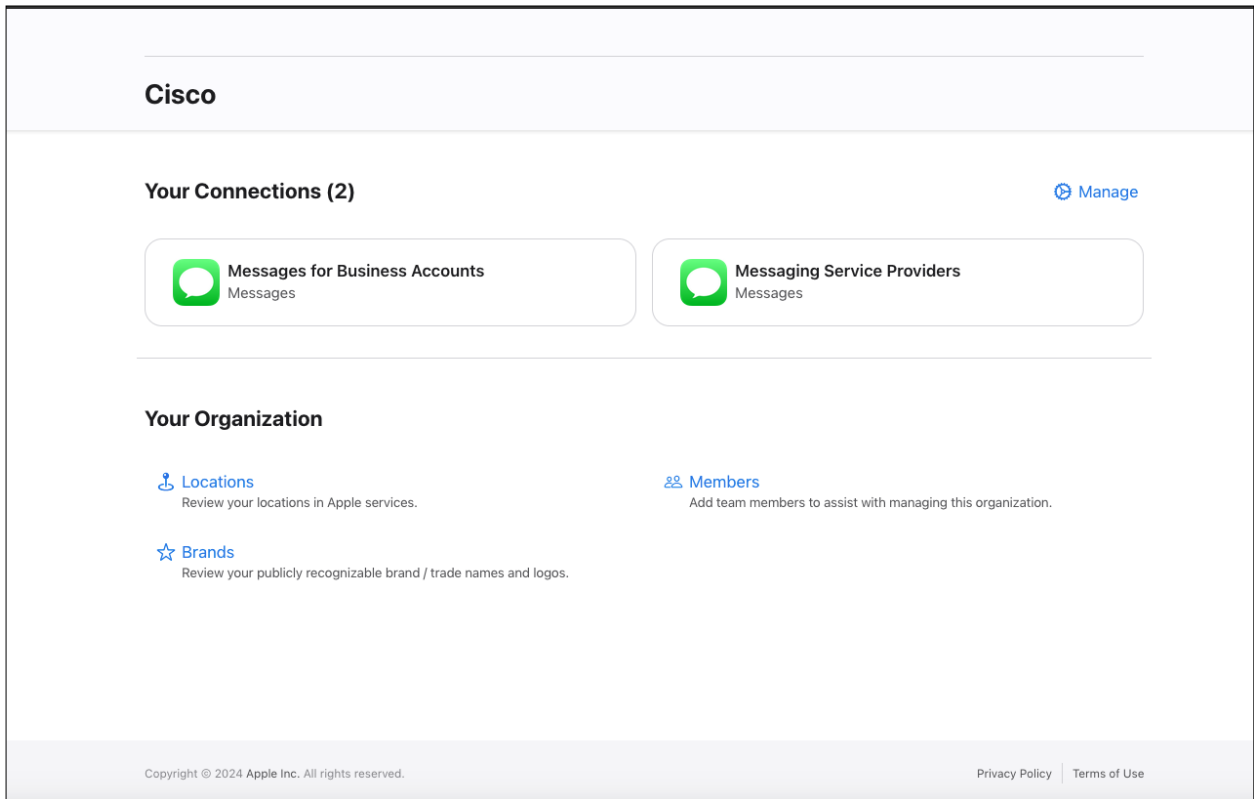 Cisco
Your Connections (2)
Manage
Messages for Business Accounts
Messages
Messaging Service Providers
Messages
Your Organization
Locations
Review your locations in Apple services.
Members
Add team members to assist with managing this organization.
Brands
Review your publicly recognizable brand / trade names and logos.
Copyright © 2024 Apple Inc. All rights reserved.
Privacy Policy
Terms of Use